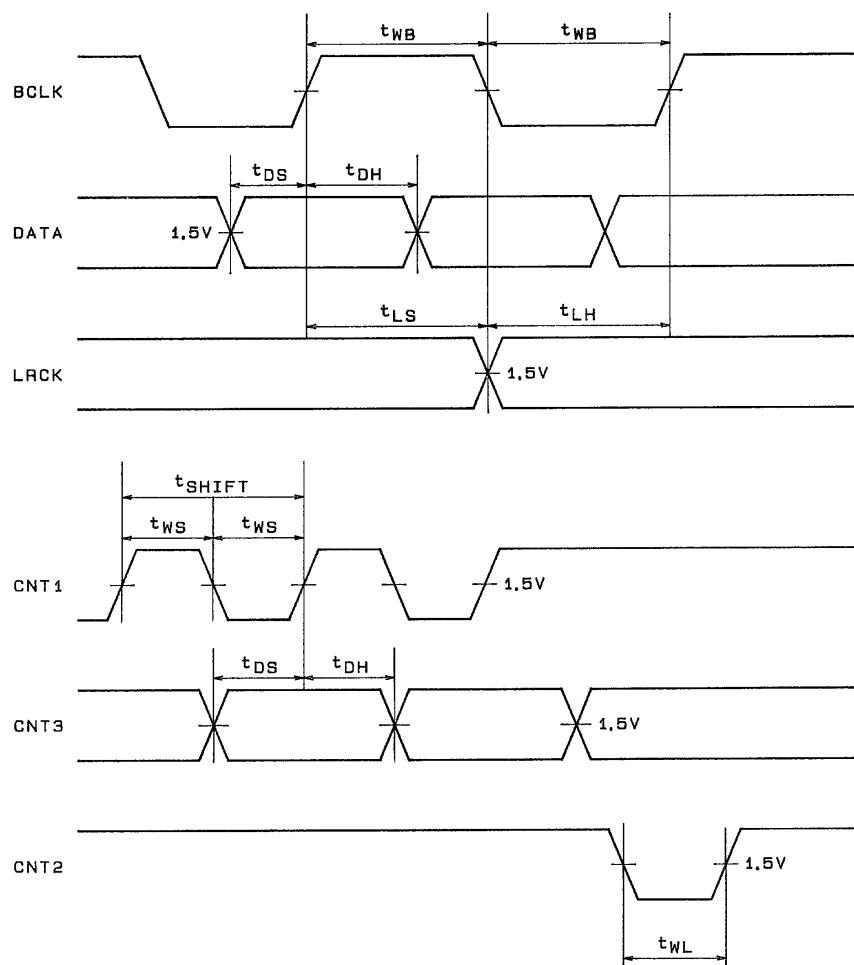 tWB tWB
BCLK
tDS tDH
DATA 1.5V
tLS tLH
LRCK 1.5V
tSHIFT
tWS tWS
CNT1 1.5V
tDS tDH
CNT3 1.5V
CNT2 1.5V
tWL